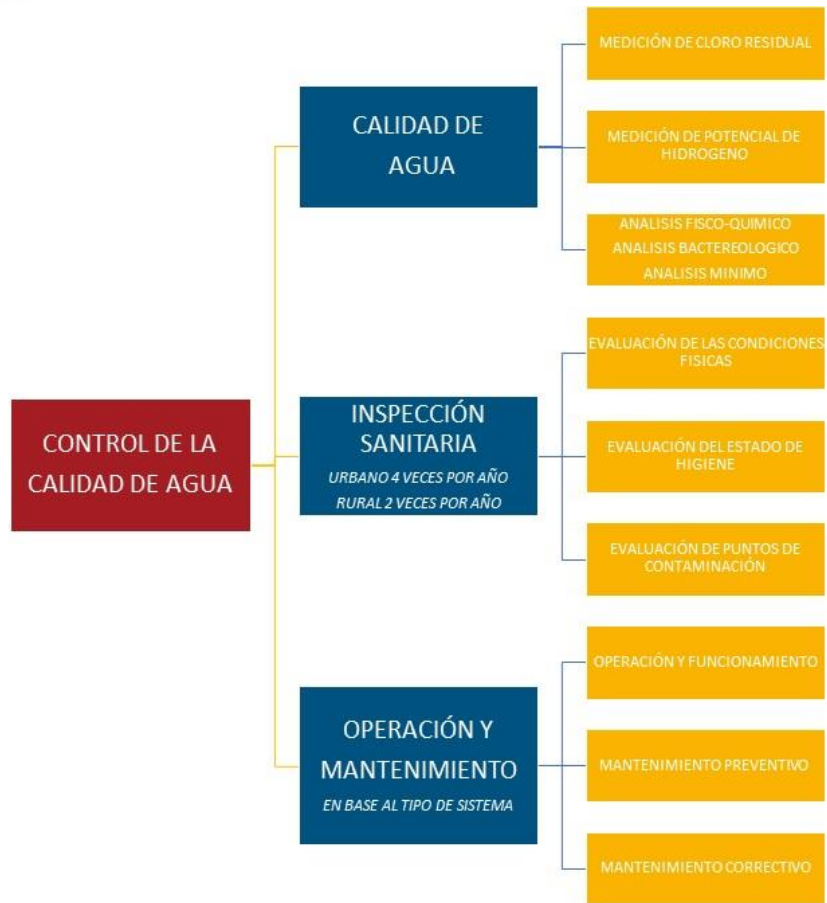 CONTROL DE LA
CALIDAD DE AGUA
CALIDAD DE
AGUA
MEDICIÓN DE CLORO RESIDUAL
MEDICIÓN DE POTENCIAL DE
HIDROGENO
ANALISIS FISCO-QUIMICO
ANALISIS BACTEREOLOGICO
ANALISIS MINIMO
INSPECCIÓN
SANITARIA
URBANO 4 VECES POR AÑO
RURAL 2 VECES POR AÑO
EVALUACIÓN DE LAS CONDICIONES
FISICAS
EVALUACIÓN DEL ESTADO DE
HIGIENE
EVALUACIÓN DE PUNTOS DE
CONTAMINACIÓN
OPERACIÓN Y
MANTENIMIENTO
EN BASE AL TIPO DE SISTEMA
OPERACIÓN Y FUNCIONAMIENTO
MANTENIMIENTO PREVENTIVO
MANTENIMIENTO CORRECTIVO